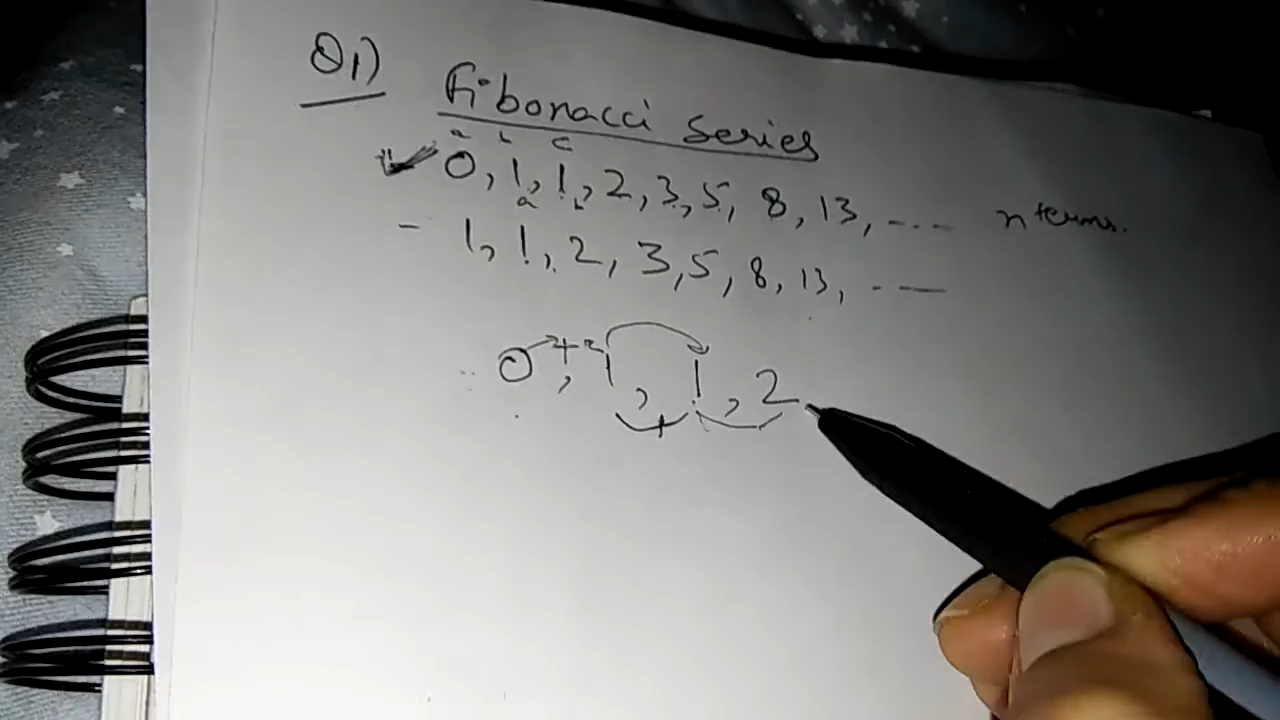 Q1) Fibonacci Series
a b c
0, 1, 1, 2, 3, 5, 8, 13, ---- n terms.
a b
- 1, 1, 2, 3, 5, 8, 13, ---
0 + 1, 1, 2
+